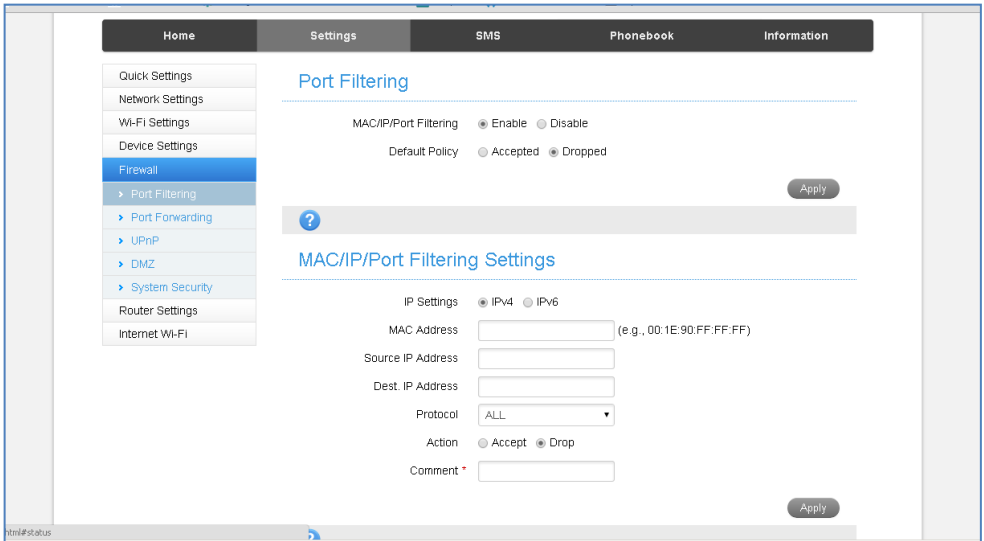 Home Settings SMS Phonebook Information
Quick Settings
Network Settings
Wi-Fi Settings
Device Settings
Firewall
Port Filtering
Port Forwarding
UPnP
DMZ
System Security
Router Settings
Internet Wi-Fi
Port Filtering
MAC/IP/Port Filtering Enable Disable
Default Policy Accepted Dropped
Apply
?
MAC/IP/Port Filtering Settings
IP Settings IPv4 IPv6
MAC Address (e.g., 00:1E:90:FF:FF:FF)
Source IP Address
Dest. IP Address
Protocol ALL
Action Accept Drop
Comment *
Apply
html#status